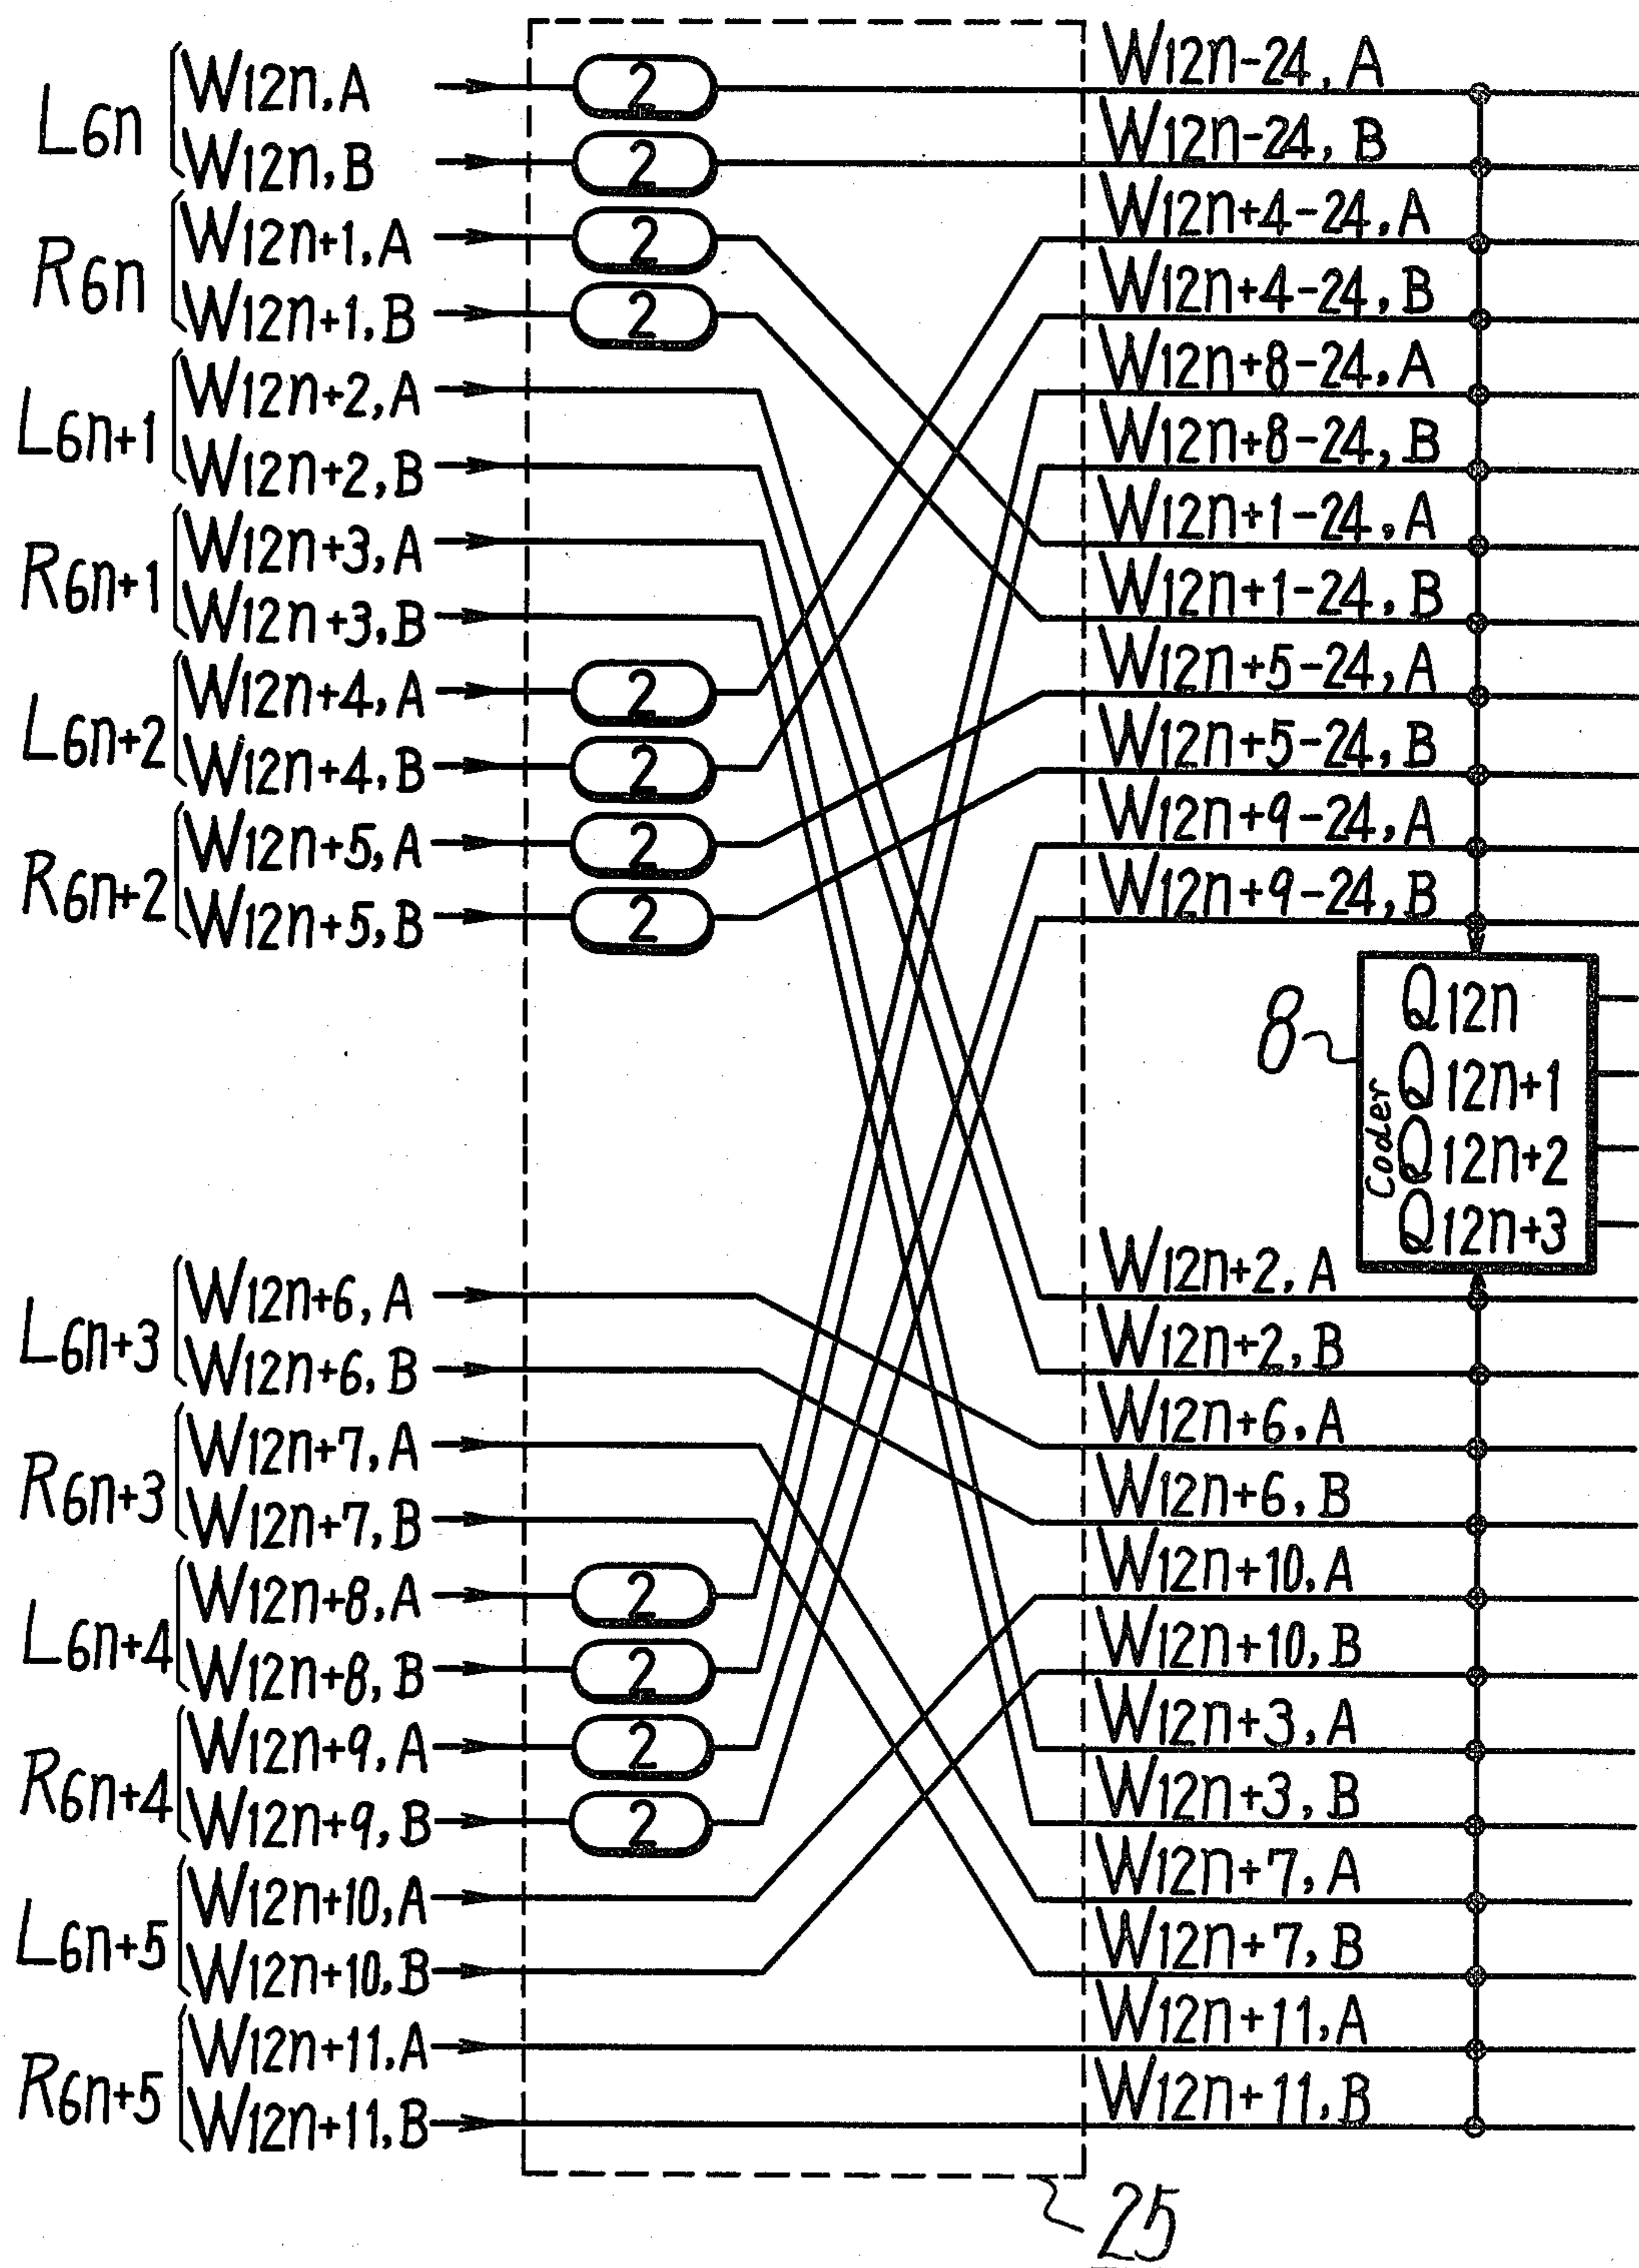 L6n
W12n,A
W12n,B
R6n
W12n+1,A
W12n+1,B
L6n+1
W12n+2,A
W12n+2,B
R6n+1
W12n+3,A
W12n+3,B
L6n+2
W12n+4,A
W12n+4,B
R6n+2
W12n+5,A
W12n+5,B
L6n+3
W12n+6,A
W12n+6,B
R6n+3
W12n+7,A
W12n+7,B
L6n+4
W12n+8,A
W12n+8,B
R6n+4
W12n+9,A
W12n+9,B
L6n+5
W12n+10,A
W12n+10,B
R6n+5
W12n+11,A
W12n+11,B
2
2
2
2
2
2
2
2
2
2
2
2
25
W12n-24,A
W12n-24,B
W12n+4-24,A
W12n+4-24,B
W12n+8-24,A
W12n+8-24,B
W12n+1-24,A
W12n+1-24,B
W12n+5-24,A
W12n+5-24,B
W12n+9-24,A
W12n+9-24,B
8
Coder
Q12n
Q12n+1
Q12n+2
Q12n+3
W12n+2,A
W12n+2,B
W12n+6,A
W12n+6,B
W12n+10,A
W12n+10,B
W12n+3,A
W12n+3,B
W12n+7,A
W12n+7,B
W12n+11,A
W12n+11,B